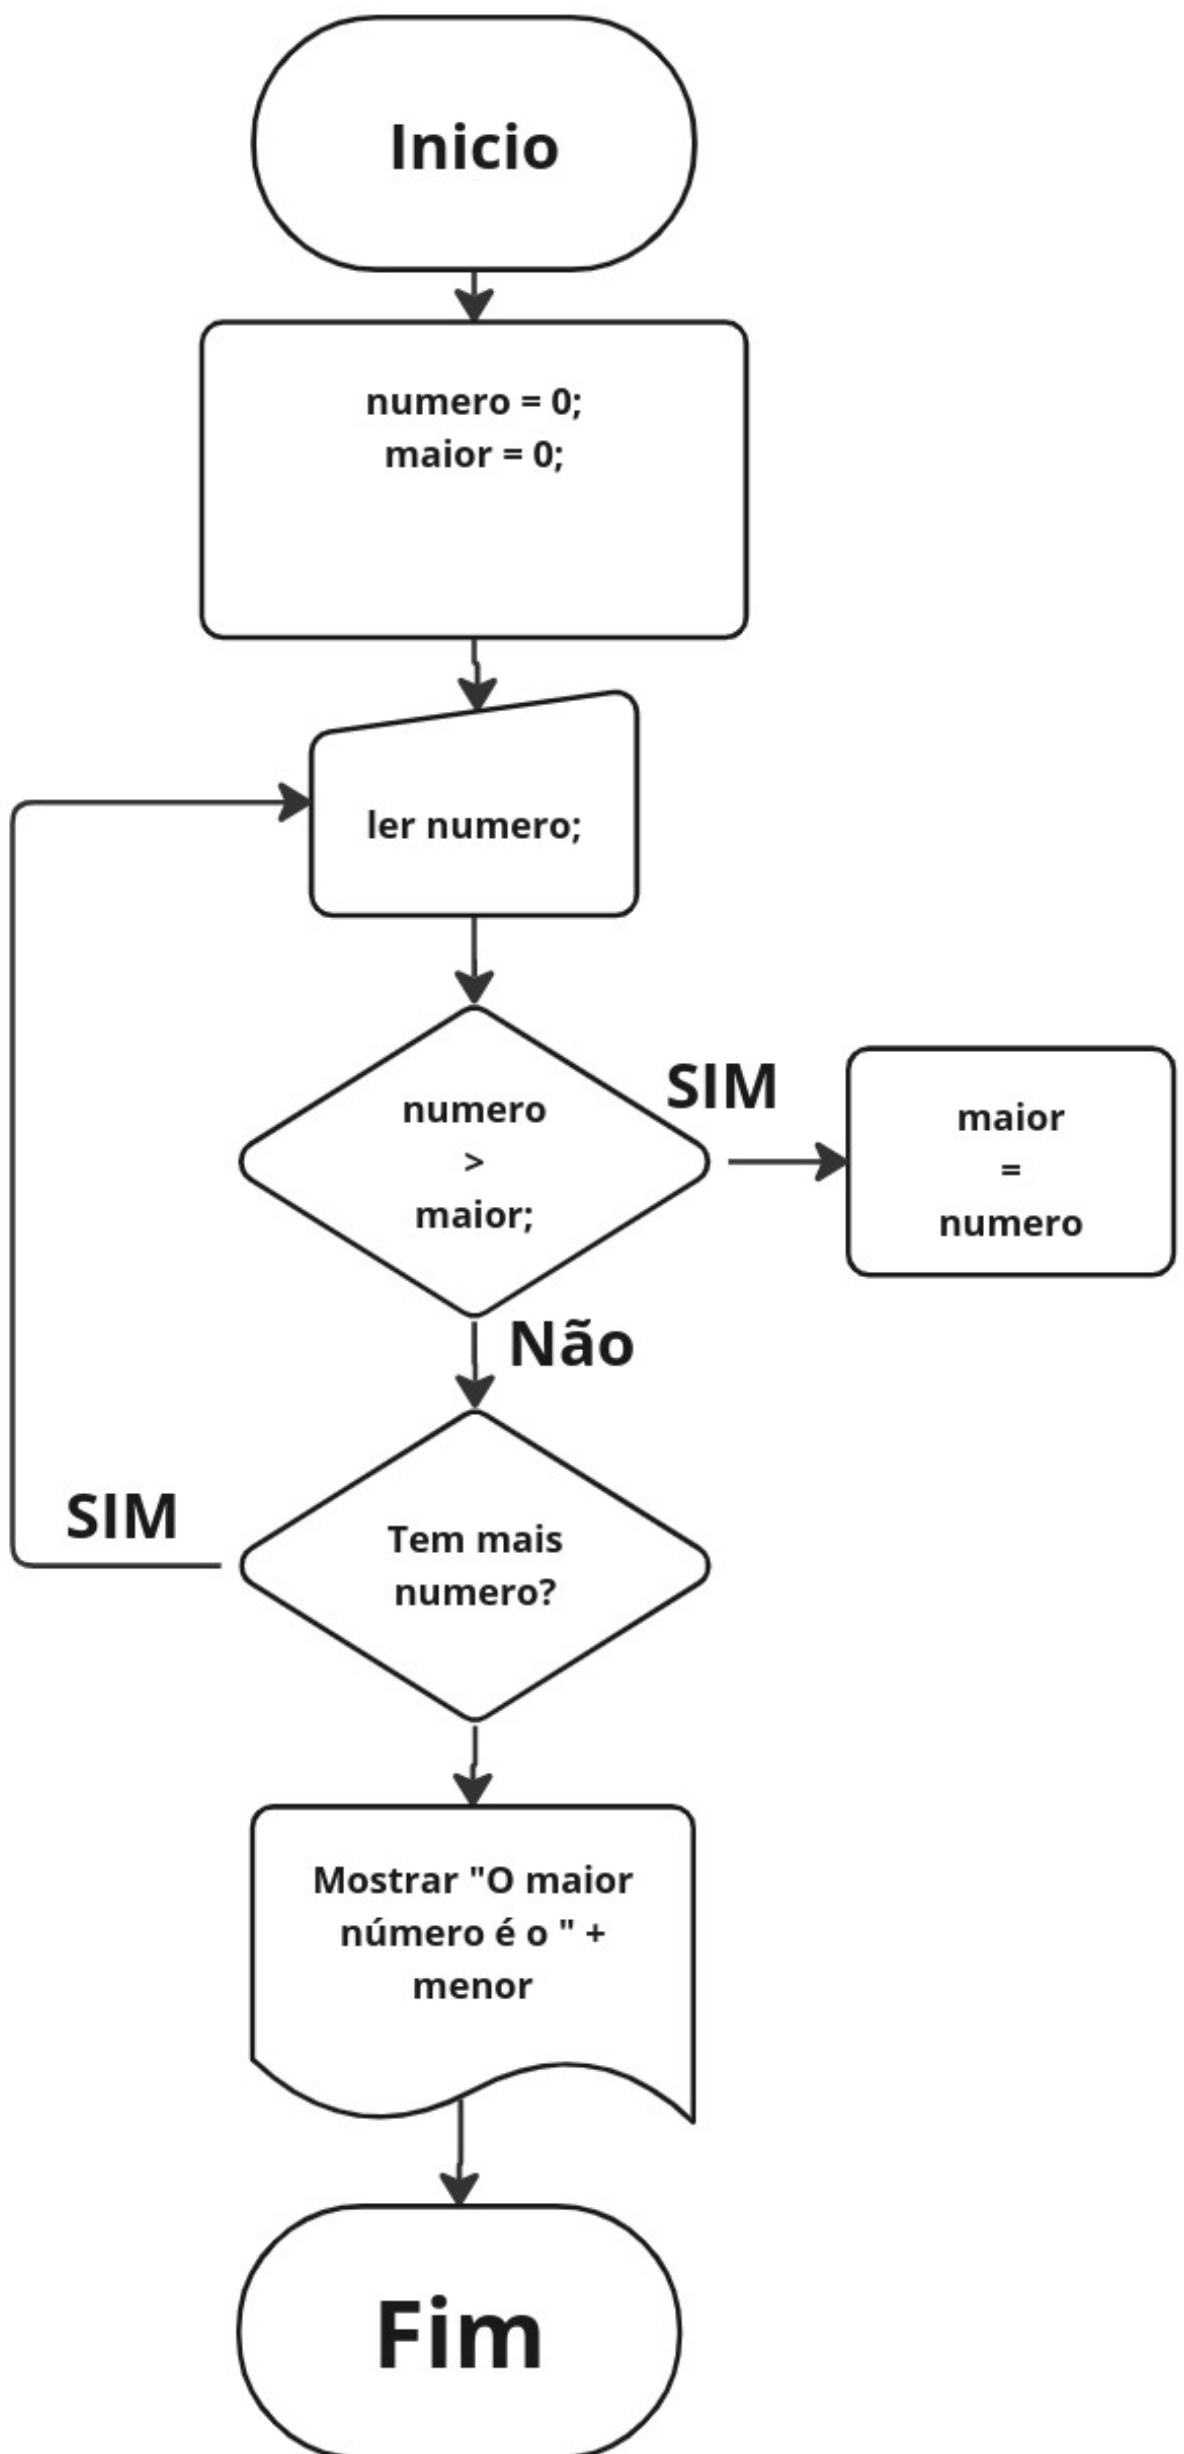 Inicio
numero = 0;
maior = 0;
ler numero;
numero
>
maior;
SIM
maior
=
numero
Não
Tem mais
numero?
SIM
Mostrar "O maior
número é o " +
menor
Fim